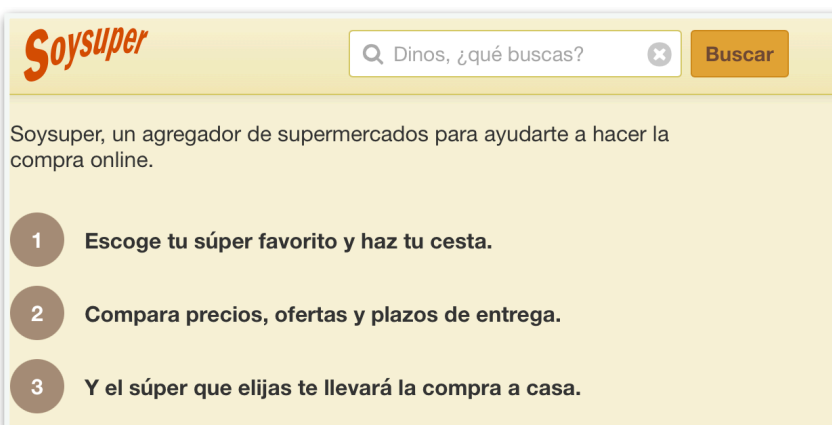 Soysuper
Dinos, ¿qué buscas?
Buscar
Soysuper, un agregador de supermercados para ayudarte a hacer la
compra online.
1 Escoge tu súper favorito y haz tu cesta.
2 Compara precios, ofertas y plazos de entrega.
3 Y el súper que elijas te llevará la compra a casa.